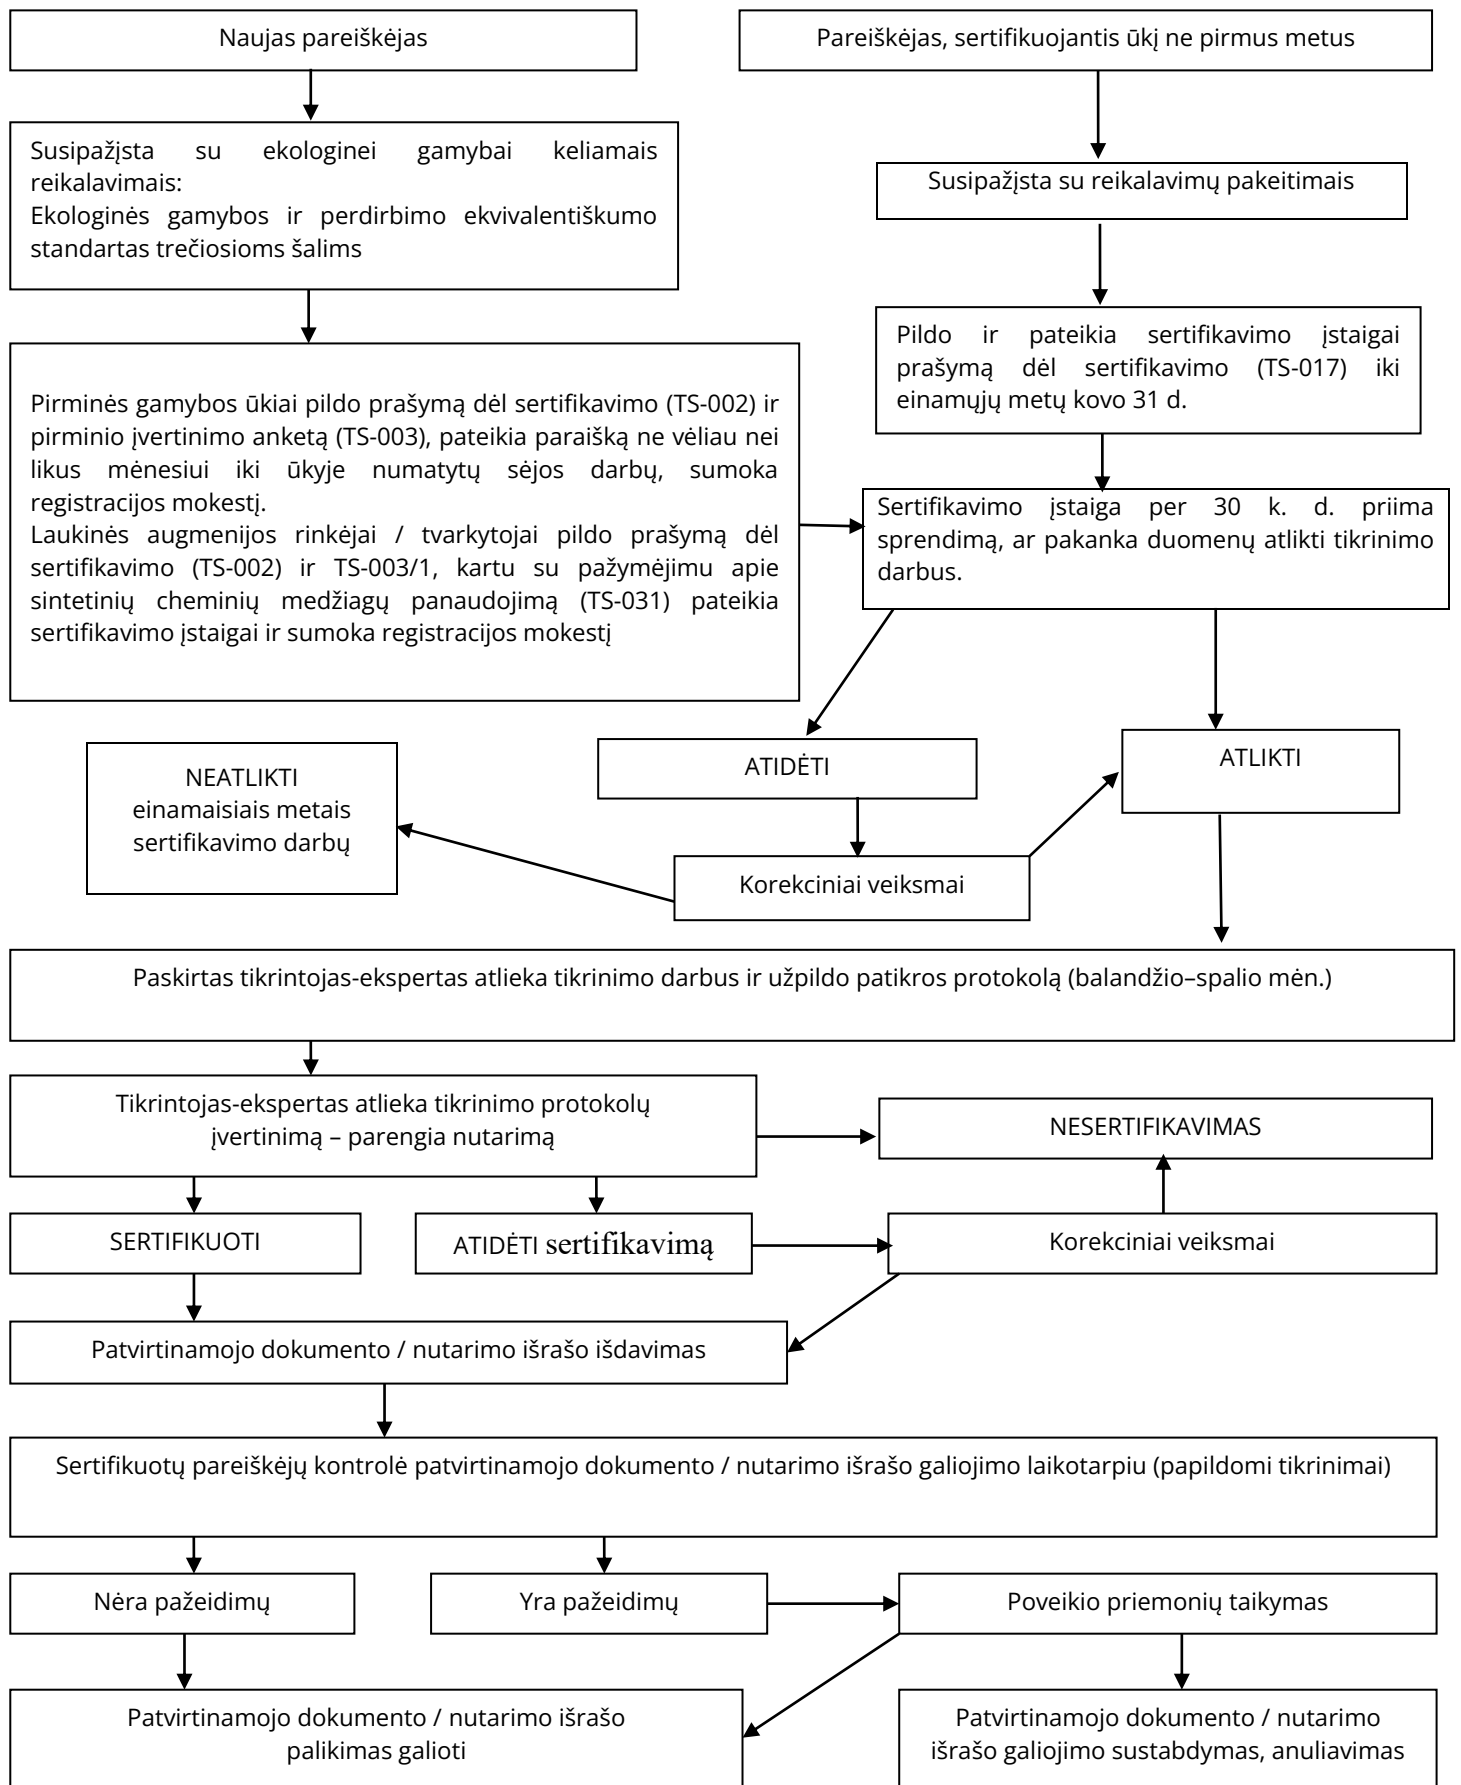 Naujas pareiškėjas
Pareiškėjas, sertifikuojantis ūkį ne pirmus metus
Susipažįsta su ekologinei gamybai keliamais
reikalavimais:
Ekologinės gamybos ir perdirbimo ekvivalentiškumo
standartas trečiosioms šalims
Susipažįsta su reikalavimų pakeitimais
Pildo ir pateikia sertifikavimo įstaigai
prašymą dėl sertifikavimo (TS-017) iki
einamųjų metų kovo 31 d.
Pirminės gamybos ūkiai pildo prašymą dėl sertifikavimo (TS-002) ir
pirminio įvertinimo anketą (TS-003), pateikia paraišką ne vėliau nei
likus mėnesiui iki ūkyje numatytų sėjos darbų, sumoka
registracijos mokestį.
Laukinės augmenijos rinkėjai / tvarkytojai pildo prašymą dėl
sertifikavimo (TS-002) ir TS-003/1, kartu su pažymėjimu apie
sintetinių cheminių medžiagų panaudojimą (TS-031) pateikia
sertifikavimo įstaigai ir sumoka registracijos mokestį
Sertifikavimo įstaiga per 30 k. d. priima
sprendimą, ar pakanka duomenų atlikti tikrinimo
darbus.
ATIDĖTI
ATLIKTI
NEATLIKTI
einamaisiais metais
sertifikavimo darbų
Korekciniai veiksmai
Paskirtas tikrintojas-ekspertas atlieka tikrinimo darbus ir užpildo patikros protokolą (balandžio–spalio mėn.)
Tikrintojas-ekspertas atlieka tikrinimo protokolų
įvertinimą – parengia nutarimą
NESERTIFIKAVIMAS
SERTIFIKUOTI
ATIDĖTI sertifikavimą
Korekciniai veiksmai
Patvirtinamojo dokumento / nutarimo išrašo išdavimas
Sertifikuotų pareiškėjų kontrolė patvirtinamojo dokumento / nutarimo išrašo galiojimo laikotarpiu (papildomi tikrinimai)
Nėra pažeidimų
Yra pažeidimų
Poveikio priemonių taikymas
Patvirtinamojo dokumento / nutarimo išrašo
palikimas galioti
Patvirtinamojo dokumento / nutarimo
išrašo galiojimo sustabdymas, anuliavimas